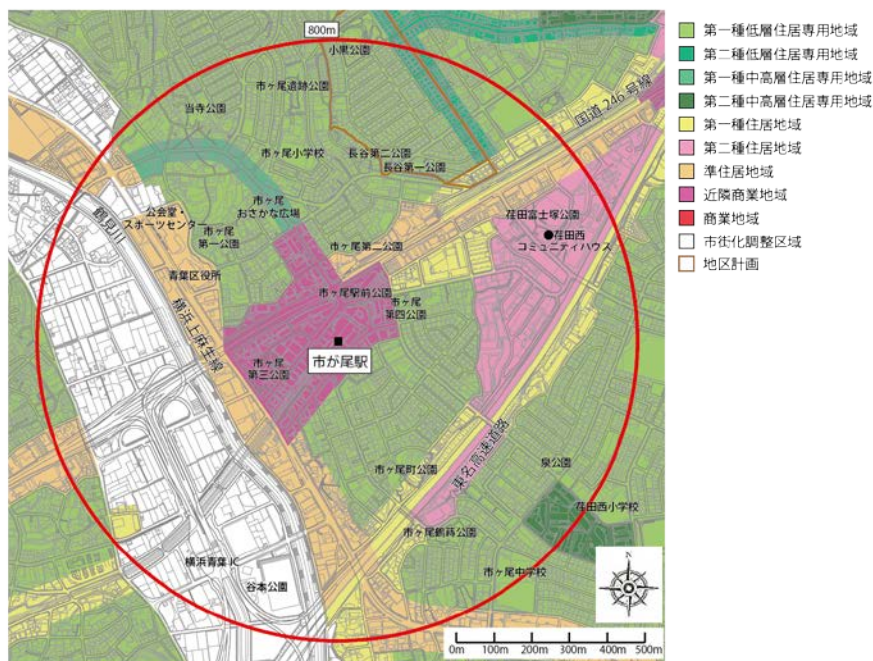 800m
小黒公園
市ヶ尾遺跡公園
当寺公園
国道246号線
市ヶ尾小学校
長谷第二公園
長谷第一公園
鶴見川
公会堂・
スポーツセンター
市ヶ尾
おさかな広場
市ヶ尾
第一公園
荏田富士塚公園
荏田西
コミュニティハウス
市ヶ尾第二公園
青葉区役所
市ヶ尾駅前公園
市ヶ尾
第四公園
横浜上麻生線
市が尾駅
市ヶ尾
第三公園
市ヶ尾町公園
東名高速道路
泉公園
荏田西小学校
市ヶ尾鶴蒔公園
横浜青葉IC
谷本公園
市ヶ尾中学校
N
0m 100m 200m 300m 400m 500m
第一種低層住居専用地域
第二種低層住居専用地域
第一種中高層住居専用地域
第二種中高層住居専用地域
第一種住居地域
第二種住居地域
準住居地域
近隣商業地域
商業地域
市街化調整区域
地区計画